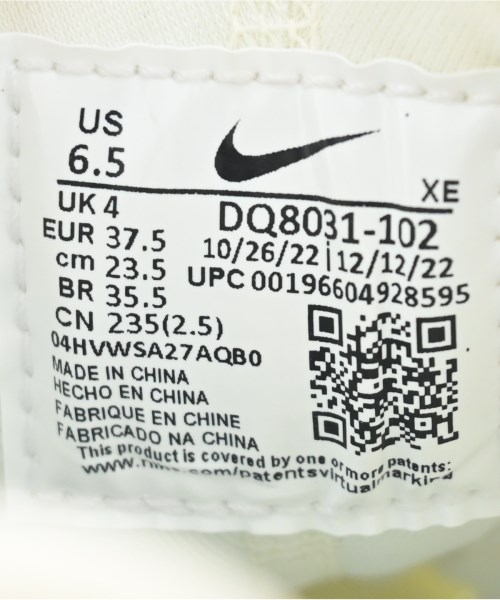 US
6.5
XE
UK 4
DQ8031-102
EUR 37.5
10/26/22|12/12/22
cm 23.5
UPC 00196604928595
BR 35.5
CN 235(2.5)
04HVWSA27AQB0
MADE IN CHINA
HECHO EN CHINA
FABRIQUE EN CHINE
FABRICADO NA CHINA
This product is covered by one or more patents: